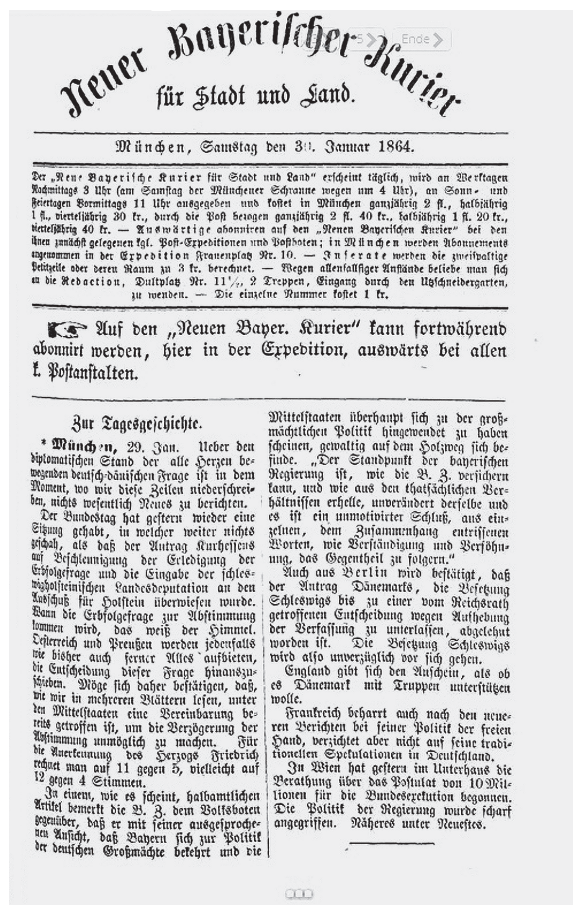 Neuer Bayerischer Kurier
für Stadt und Land.
5
Ende
München, Samstag den 30. Januar 1864.
Der „Neue Bayerische Kurier für Stadt und Land“ erscheint täglich, wird an Werktagen
Nachmittags 3 Uhr (am Samstag der Münchener Schranne wegen um 4 Uhr), an Sonn- und
Feiertagen Vormittags 11 Uhr ausgegeben und kostet in München ganzjährig 2 fl., halbjährig
1 fl., vierteljährig 30 kr., durch die Post bezogen ganzjährig 2 fl. 40 kr., halbjährig 1 fl. 20 kr.,
vierteljährig 40 kr. — Auswärtige abonniren auf den „Neuen Bayerischen Kurier“ bei den
ihnen zunächst gelegenen kgl. Post-Expeditionen und Postboten; in München werden Abonnements
angenommen in der Expedition Frauenplatz Nr. 10. — Inserate werden die zweispaltige
Petitzeile oder deren Raum zu 3 kr. berechnet. — Wegen allenfallsiger Anstände beliebe man sich
an die Redaction, Dultplatz Nr. 11 2 Treppen, Eingang durch den Utzschneidergarten,
zu wenden. — Die einzelne Nummer kostet 1 kr.
Auf den „Neuen Bayer. Kurier“ kann fortwährend
abonnirt werden, hier in der Expedition, auswärts bei allen
k. Postanstalten.
Zur Tagesgeschichte.
* München, 29. Jan. Ueber den
diplomatischen Stand der alle Herzen be-
wegenden deutsch-dänischen Frage ist in dem
Moment, wo wir diese Zeilen niederschrei-
ben, nichts wesentlich Neues zu berichten.
Der Bundestag hat gestern wieder eine
Sitzung gehabt, in welcher weiter nichts
geschah, als daß der Antrag Kurhessens
auf Beschleunigung der Erledigung der
Erbfolgefrage und die Eingabe der schles-
wigholsteinischen Landesdeputation an den
Ausschuß für Holstein überwiesen wurde.
Wann die Erbfolgefrage zur Abstimmung
kommen wird, das weiß der Himmel.
Oesterreich und Preußen werden jedenfalls
wie bisher auch ferner Alles aufbieten,
die Entscheidung dieser Frage hinauszu-
schieben. Möge sich daher bestätigen, daß,
wie wir in mehreren Blättern lesen, unter
den Mittelstaaten eine Vereinbarung be-
reits getroffen ist, um die Verzögerung der
Abstimmung unmöglich zu machen. Für
die Anerkennung des Herzogs Friedrich
rechnet man auf 11 gegen 5, vielleicht auf
12 gegen 4 Stimmen.
In einem, wie es scheint, halbamtlichen
Artikel bemerkt die B. Z. dem Volksboten
gegenüber, daß er mit seiner ausgesproche-
nen Ansicht, daß Bayern sich zur Politik
der deutschen Großmächte bekehrt und die
Mittelstaaten überhaupt sich zu der groß-
mächtlichen Politik hingewendet zu haben
scheinen, gewaltig auf dem Holzweg sich be-
finde. „Der Standpunkt der bayerischen
Regierung ist, wie die B. Z. versichern
kann, und wie aus den thatsächlichen Ver-
hältnissen erhelle, unverändert derselbe und
es ist ein unmotivirter Schluß, aus ein-
zelnen, dem Zusammenhang entrissenen
Worten, wie Verständigung und Versöhn-
ung, das Gegentheil zu folgern.“
Auch aus Berlin wird bestätigt, daß
der Antrag Dänemarks, die Besetzung
Schleswigs bis zu einer vom Reichsrath
getroffenen Entscheidung wegen Aufhebung
der Verfassung zu unterlassen, abgelehnt
worden ist. Die Besetzung Schleswigs
wird also unverzüglich vor sich gehen.
England gibt sich den Anschein, als ob
es Dänemark mit Truppen unterstützen
wolle.
Frankreich beharrt auch nach den neue-
ren Berichten bei seiner Politik der freien
Hand, verzichtet aber nicht auf seine tradi-
tionellen Spekulationen in Deutschland.
In Wien hat gestern im Unterhaus die
Berathung über das Postulat von 10 Mil-
lionen für die Bundesexekution begonnen.
Die Politik der Regierung wurde scharf
angegriffen. Näheres unter Neuestes.